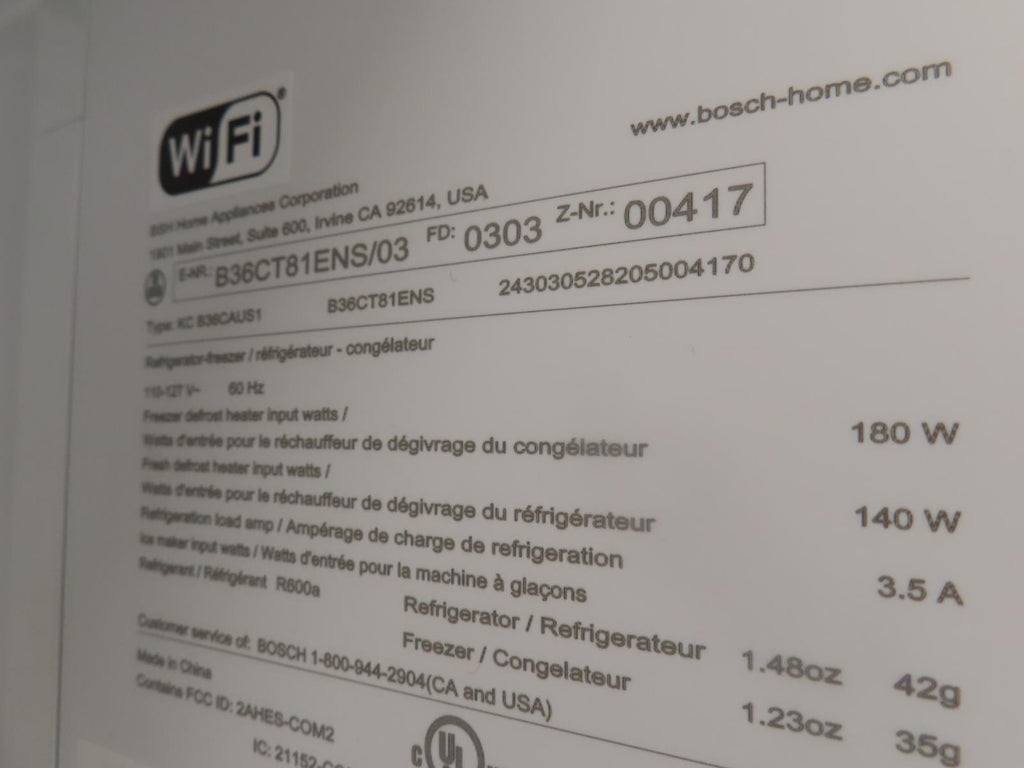 WiFi®
www.bosch-home.com
BSH Home Appliances Corporation
1901 Main Street, Suite 600, Irvine CA 92614, USA
E-NR.: B36CT81ENS/03 FD: 0303 Z-Nr.: 00417
Type: KC B36CAUS1 B36CT81ENS 243030528205004170
Refrigerator-freezer / réfrigérateur - congélateur
110-127 V~ 60 Hz
Freezer defrost heater input watts /
Watts d'entrée pour le réchauffeur de dégivrage du congélateur 180 W
Fresh defrost heater input watts /
Watts d'entrée pour le réchauffeur de dégivrage du réfrigérateur 140 W
Refrigeration load amp / Ampérage de charge de refrigeration 3.5 A
Ice maker input watts / Watts d'entrée pour la machine à glaçons
Refrigerant / Réfrigérant R600a
Refrigerator / Refrigerateur 1.48oz 42g
Freezer / Congelateur 1.23oz 35g
Customer service of: BOSCH 1-800-944-2904(CA and USA)
Made in China
Contains FCC ID: 2AHES-COM2
IC: 21152-
c UL